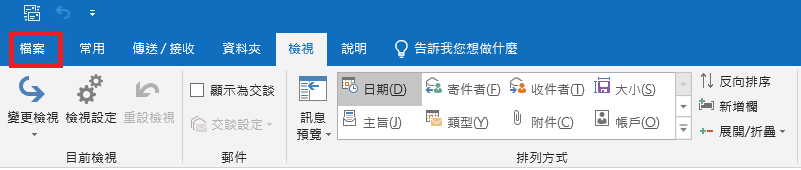 檔案 常用 傳送 / 接收 資料夾 檢視 說明 告訴我您想做什麼
變更檢視 檢視設定 重設檢視
目前檢視
顯示為交談
交談設定
郵件
訊息
預覽
日期(D) 寄件者(F) 收件者(T) 大小(S)
主旨(J) 類型(Y) 附件(C) 帳戶(O)
反向排序
新增欄
展開/折疊
排列方式